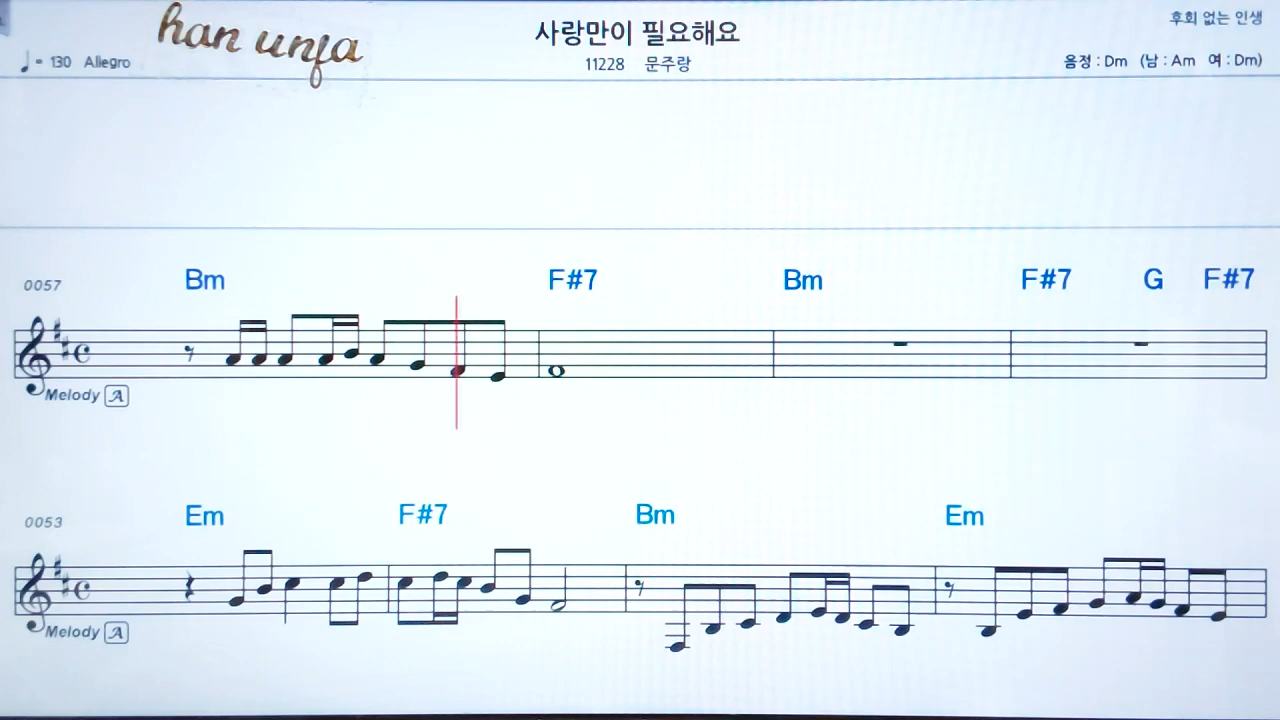 han unfa
사랑만이 필요해요
후회 없는 인생
♩ = 130 Allegro
11228 문주랑
음정 : Dm (남 : Am 여 : Dm)
0057 Bm F#7 Bm F#7 G F#7
Melody A
0053 Em F#7 Bm Em
Melody A